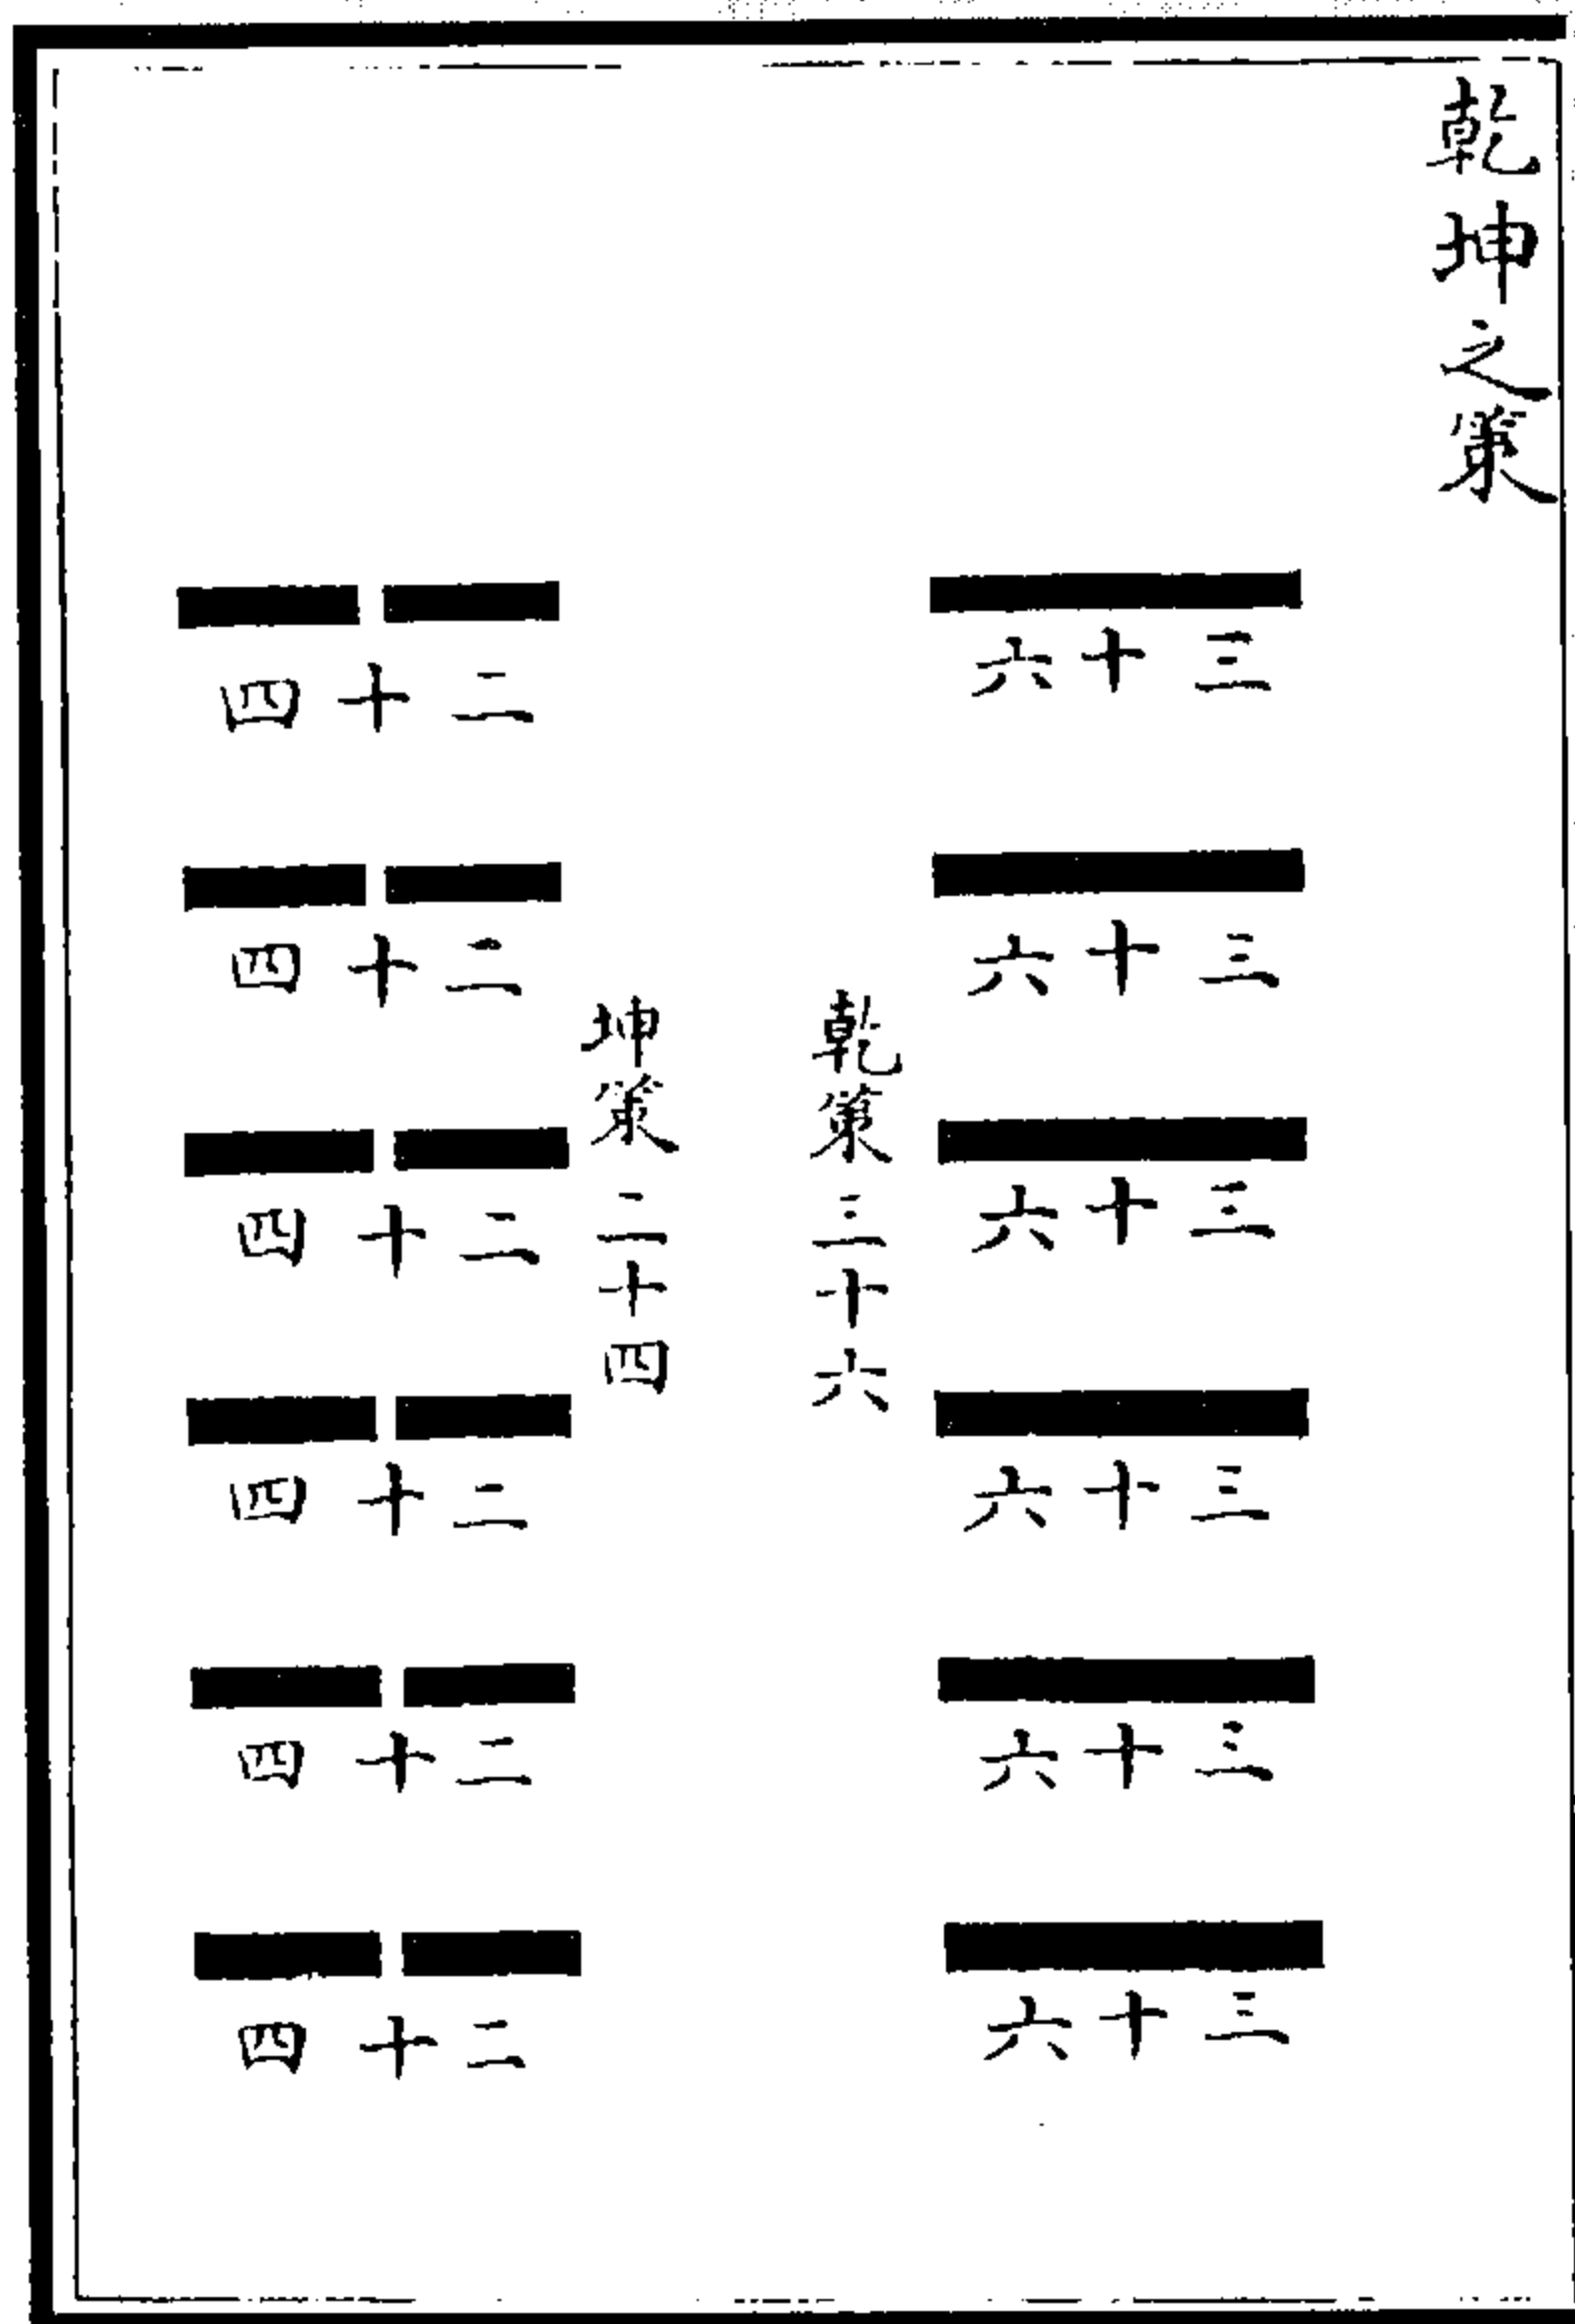 乾坤之策
三十六
三十六
三十六
三十六
三十六
三十六
乾策三十六
坤策二十四
二十四
二十四
二十四
二十四
二十四
二十四